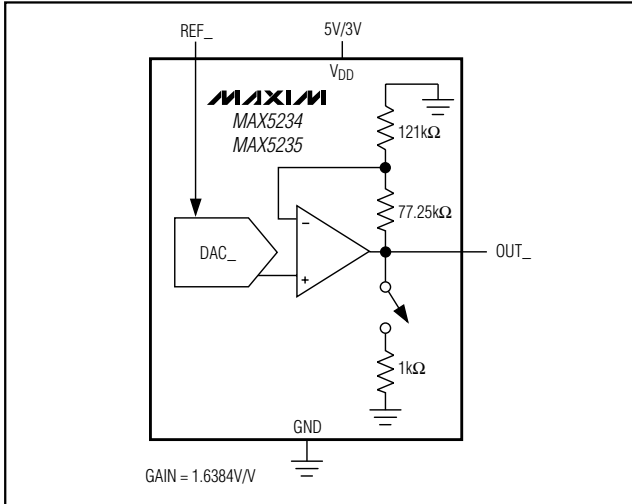 REF_
5V/3V
VDD
MAXIM
MAX5234
MAX5235
121kΩ
77.25kΩ
DAC_
−
+
OUT_
1kΩ
GND
GAIN = 1.6384V/V